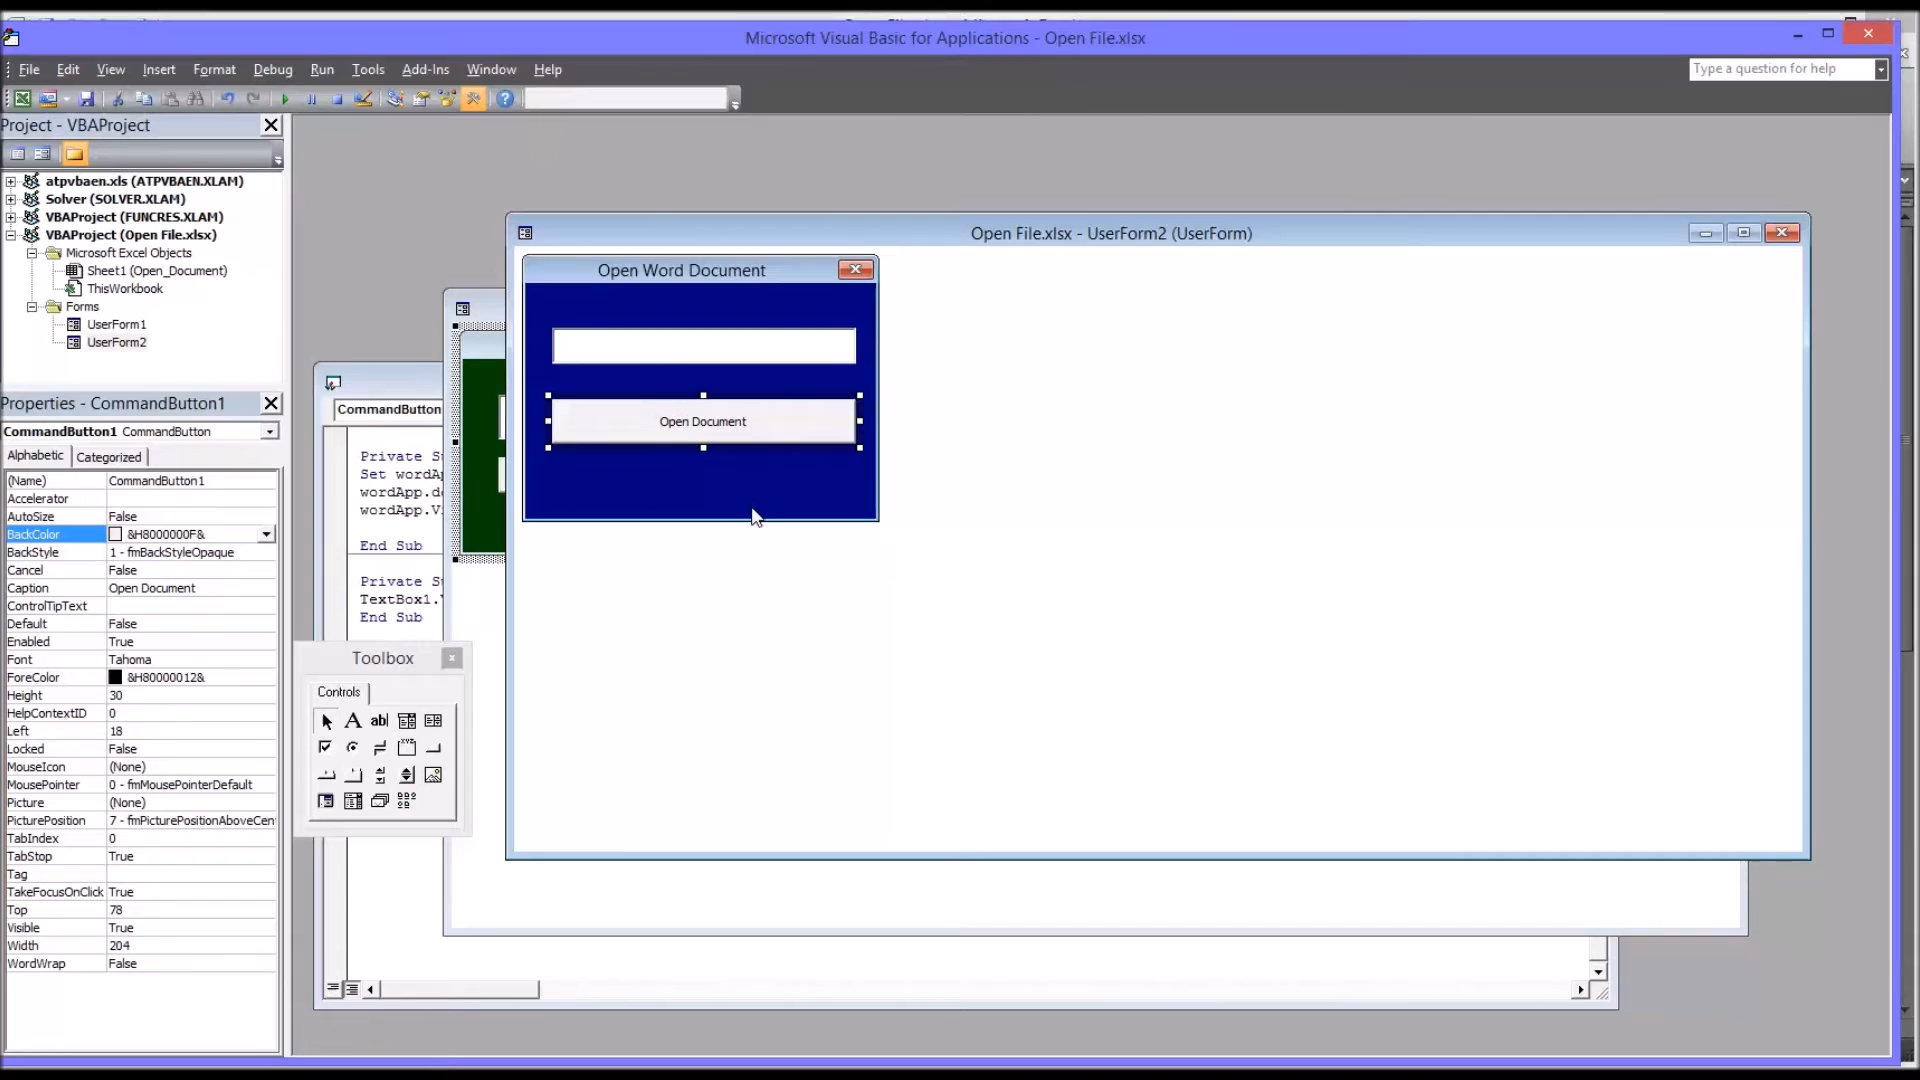 Microsoft Visual Basic for Applications - Open File.xlsx
File Edit View Insert Format Debug Run Tools Add-Ins Window Help
Type a question for help
Project - VBAProject
atpvbaen.xls (ATPVBAEN.XLAM)
Solver (SOLVER.XLAM)
VBAProject (FUNCRES.XLAM)
VBAProject (Open File.xlsx)
Microsoft Excel Objects
Sheet1 (Open_Document)
ThisWorkbook
Forms
UserForm1
UserForm2
Properties - CommandButton1
CommandButton1 CommandButton
Alphabetic Categorized
(Name) CommandButton1
Accelerator
AutoSize False
BackColor &H8000000F&
BackStyle 1 - fmBackStyleOpaque
Cancel False
Caption Open Document
ControlTipText
Default False
Enabled True
Font Tahoma
ForeColor &H80000012&
Height 30
HelpContextID 0
Left 18
Locked False
MouseIcon (None)
MousePointer 0 - fmMousePointerDefault
Picture (None)
PicturePosition 7 - fmPicturePositionAboveCen
TabIndex 0
TabStop True
Tag
TakeFocusOnClick True
Top 78
Visible True
Width 204
WordWrap False
Open File.xlsx - UserForm2 (UserForm)
Open Word Document
Open Document
CommandButton
Private S
Set wordA
wordApp.d
wordApp.V
End Sub
Private S
TextBox1.
End Sub
Toolbox
Controls
A abl
xyz